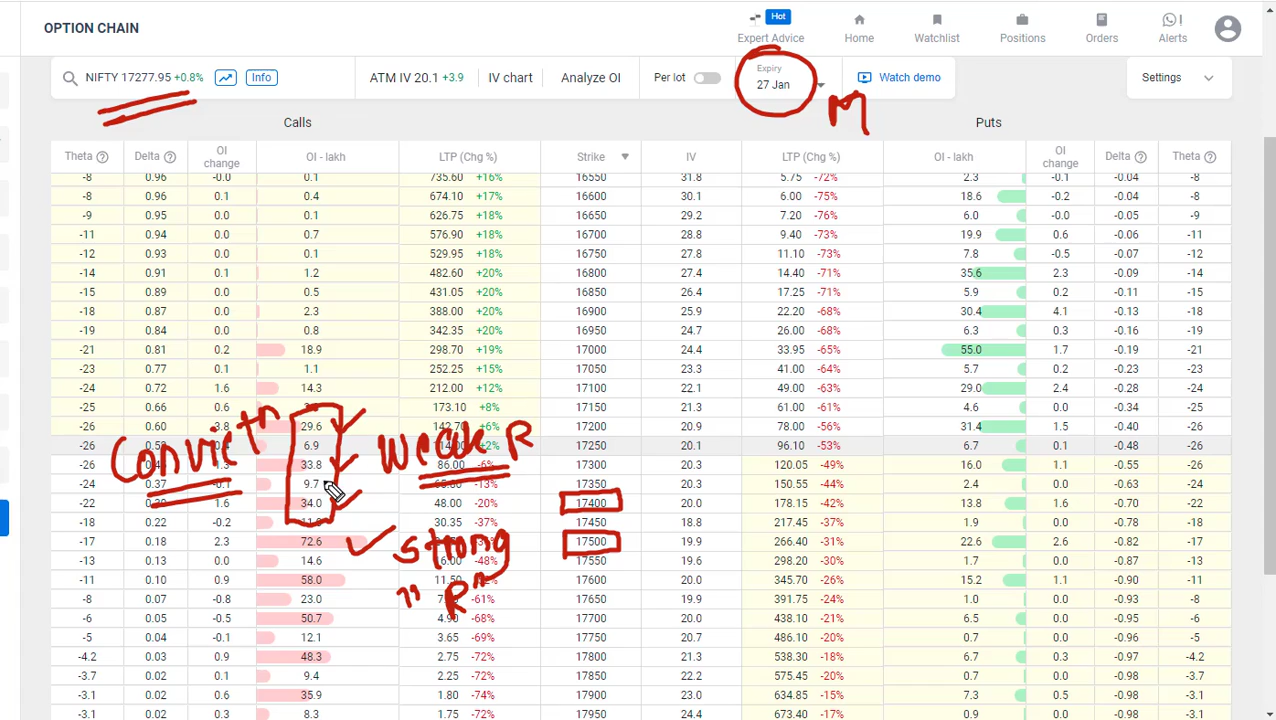 OPTION CHAIN
Hot
Expert Advice Home Watchlist Positions Orders Alerts
NIFTY 17277.95 +0.8% Info ATM IV 20.1 +3.9 IV chart Analyze OI Per lot Expiry 27 Jan Watch demo Settings
M
Calls Puts
Theta Delta OI change OI - lakh LTP (Chg %) Strike IV LTP (Chg %) OI - lakh OI change Delta Theta
-8 0.96 -0.0 0.1 735.60 +16% 16550 31.8 5.75 -72% 2.3 -0.1 -0.04 -8
-8 0.96 0.1 0.4 674.10 +17% 16600 30.1 6.00 -75% 18.6 -0.2 -0.04 -8
-9 0.95 0.0 0.1 626.75 +18% 16650 29.2 7.20 -76% 6.0 -0.0 -0.05 -9
-11 0.94 0.0 0.7 576.90 +18% 16700 28.8 9.40 -73% 19.9 0.6 -0.06 -11
-12 0.93 0.0 0.1 529.95 +18% 16750 27.8 11.10 -73% 7.8 -0.5 -0.07 -12
-14 0.91 0.1 1.2 482.60 +20% 16800 27.4 14.40 -71% 35.6 2.3 -0.09 -14
-15 0.89 0.0 0.5 431.05 +20% 16850 26.4 17.25 -71% 5.9 0.2 -0.11 -15
-18 0.87 0.0 2.3 388.00 +20% 16900 25.9 22.20 -68% 30.4 4.1 -0.13 -18
-19 0.84 0.0 0.8 342.35 +20% 16950 24.7 26.00 -68% 6.3 0.3 -0.16 -19
-21 0.81 0.2 18.9 298.70 +19% 17000 24.4 33.95 -65% 55.0 1.7 -0.19 -21
-23 0.77 0.1 1.1 252.25 +15% 17050 23.2 41.00 -64% 5.7 0.2 -0.23 -23
-24 0.72 1.6 14.3 212.00 +12% 17100 22.1 49.00 -63% 29.0 2.4 -0.28 -24
-25 0.66 0.6 173.10 +8% 17150 21.3 61.00 -61% 4.6 0.4 -0.34 -25
-26 0.60 3.8 29.6 142.70 +6% 17200 20.9 78.00 -56% 31.4 1.5 -0.40 -26
-26 6.9 +2% 17250 20.1 96.10 -53% 6.7 0.1 -0.48 -26
-26 1.3 33.8 86.00 -6% 17300 20.3 120.05 -49% 16.0 1.1 -0.55 -26
-24 0.37 -0.1 9.7 -13% 17350 20.3 150.55 -44% 2.4 0.2 -0.63 -24
-22 1.6 34.0 48.00 -20% 17400 20.0 178.15 -42% 13.8 1.6 -0.70 -22
-18 0.22 -0.2 30.35 -37% 17450 18.8 217.45 -37% 1.9 0.0 -0.78 -18
-17 0.18 2.3 72.6 17500 19.9 266.40 -31% 22.6 2.6 -0.82 -17
-13 0.13 0.0 14.6 16.00 -48% 17550 19.6 298.20 -30% 1.7 0.0 -0.87 -13
-11 0.10 0.9 58.0 11.50 17600 20.0 345.70 -26% 15.2 1.1 -0.90 -11
-8 0.07 -0.8 23.0 -61% 17650 19.9 391.75 -24% 1.0 0.0 -0.93 -8
-6 0.05 -0.5 50.7 4.90 -68% 17700 20.0 438.10 -21% 6.5 0.0 -0.95 -6
-5 0.04 -0.1 12.1 3.65 -69% 17750 20.7 486.10 -20% 0.7 0.0 -0.96 -5
-4.2 0.03 0.9 48.3 2.75 -72% 17800 21.3 538.30 -18% 6.7 0.3 -0.97 -4.2
-3.7 0.02 0.1 9.4 2.25 -72% 17850 22.2 575.45 -20% 0.7 0.0 -0.98 -3.7
-3.1 0.02 0.6 35.9 1.80 -74% 17900 23.0 634.85 -15% 7.3 0.5 -0.98 -3.1
-3.1 0.02 0.3 8.3 1.75 -72% 17950 24.4 673.40 -17% 0.9 0.0 -0.98 -3.1
Convictn
Weak R
strong
"R"